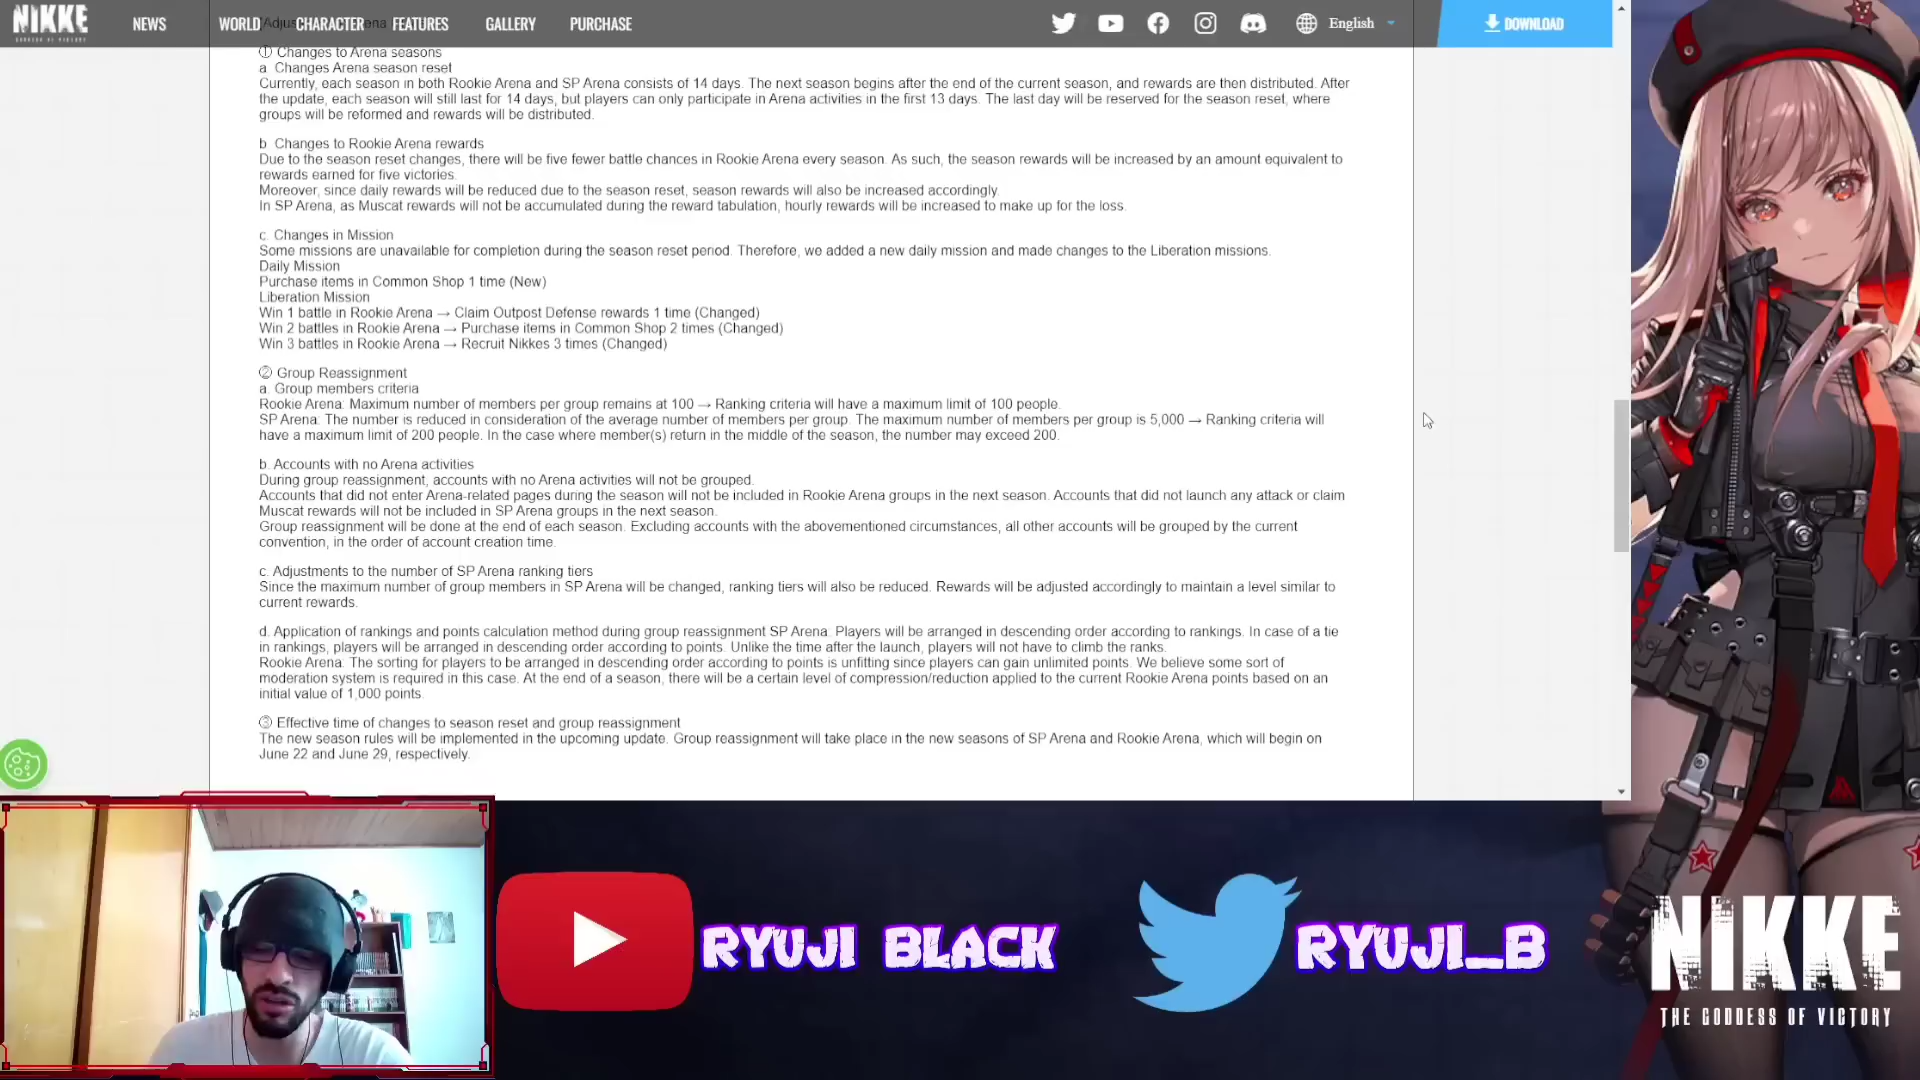 NIKKE
GODDESS OF VICTORY
NEWS
WORLD
CHARACTER
FEATURES
GALLERY
PURCHASE
English
DOWNLOAD
① Changes to Arena seasons
a Changes Arena season reset
Currently, each season in both Rookie Arena and SP Arena consists of 14 days. The next season begins after the end of the current season, and rewards are then distributed. After
the update, each season will still last for 14 days, but players can only participate in Arena activities in the first 13 days. The last day will be reserved for the season reset, where
groups will be reformed and rewards will be distributed.
b Changes to Rookie Arena rewards
Due to the season reset changes, there will be five fewer battle chances in Rookie Arena every season. As such, the season rewards will be increased by an amount equivalent to
rewards earned for five victories.
Moreover, since daily rewards will be reduced due to the season reset, season rewards will also be increased accordingly.
In SP Arena, as Muscat rewards will not be accumulated during the reward tabulation, hourly rewards will be increased to make up for the loss.
c. Changes in Mission
Some missions are unavailable for completion during the season reset period. Therefore, we added a new daily mission and made changes to the Liberation missions.
Daily Mission
Purchase items in Common Shop 1 time (New)
Liberation Mission
Win 1 battle in Rookie Arena → Claim Outpost Defense rewards 1 time (Changed)
Win 2 battles in Rookie Arena → Purchase items in Common Shop 2 times (Changed)
Win 3 battles in Rookie Arena → Recruit Nikkes 3 times (Changed)
② Group Reassignment
a. Group members criteria
Rookie Arena: Maximum number of members per group remains at 100 → Ranking criteria will have a maximum limit of 100 people.
SP Arena: The number is reduced in consideration of the average number of members per group. The maximum number of members per group is 5,000 → Ranking criteria will
have a maximum limit of 200 people. In the case where member(s) return in the middle of the season, the number may exceed 200.
b. Accounts with no Arena activities
During group reassignment, accounts with no Arena activities will not be grouped.
Accounts that did not enter Arena-related pages during the season will not be included in Rookie Arena groups in the next season. Accounts that did not launch any attack or claim
Muscat rewards will not be included in SP Arena groups in the next season.
Group reassignment will be done at the end of each season. Excluding accounts with the abovementioned circumstances, all other accounts will be grouped by the current
convention, in the order of account creation time.
c. Adjustments to the number of SP Arena ranking tiers
Since the maximum number of group members in SP Arena will be changed, ranking tiers will also be reduced. Rewards will be adjusted accordingly to maintain a level similar to
current rewards.
d. Application of rankings and points calculation method during group reassignment SP Arena: Players will be arranged in descending order according to rankings. In case of a tie
in rankings, players will be arranged in descending order according to points. Unlike the time after the launch, players will not have to climb the ranks.
Rookie Arena: The sorting for players to be arranged in descending order according to points is unfitting since players can gain unlimited points. We believe some sort of
moderation system is required in this case. At the end of a season, there will be a certain level of compression/reduction applied to the current Rookie Arena points based on an
initial value of 1,000 points.
③ Effective time of changes to season reset and group reassignment
The new season rules will be implemented in the upcoming update. Group reassignment will take place in the new seasons of SP Arena and Rookie Arena, which will begin on
June 22 and June 29, respectively.
RYUJI BLACK
RYUJI_B
NIKKE
THE GODDESS OF VICTORY